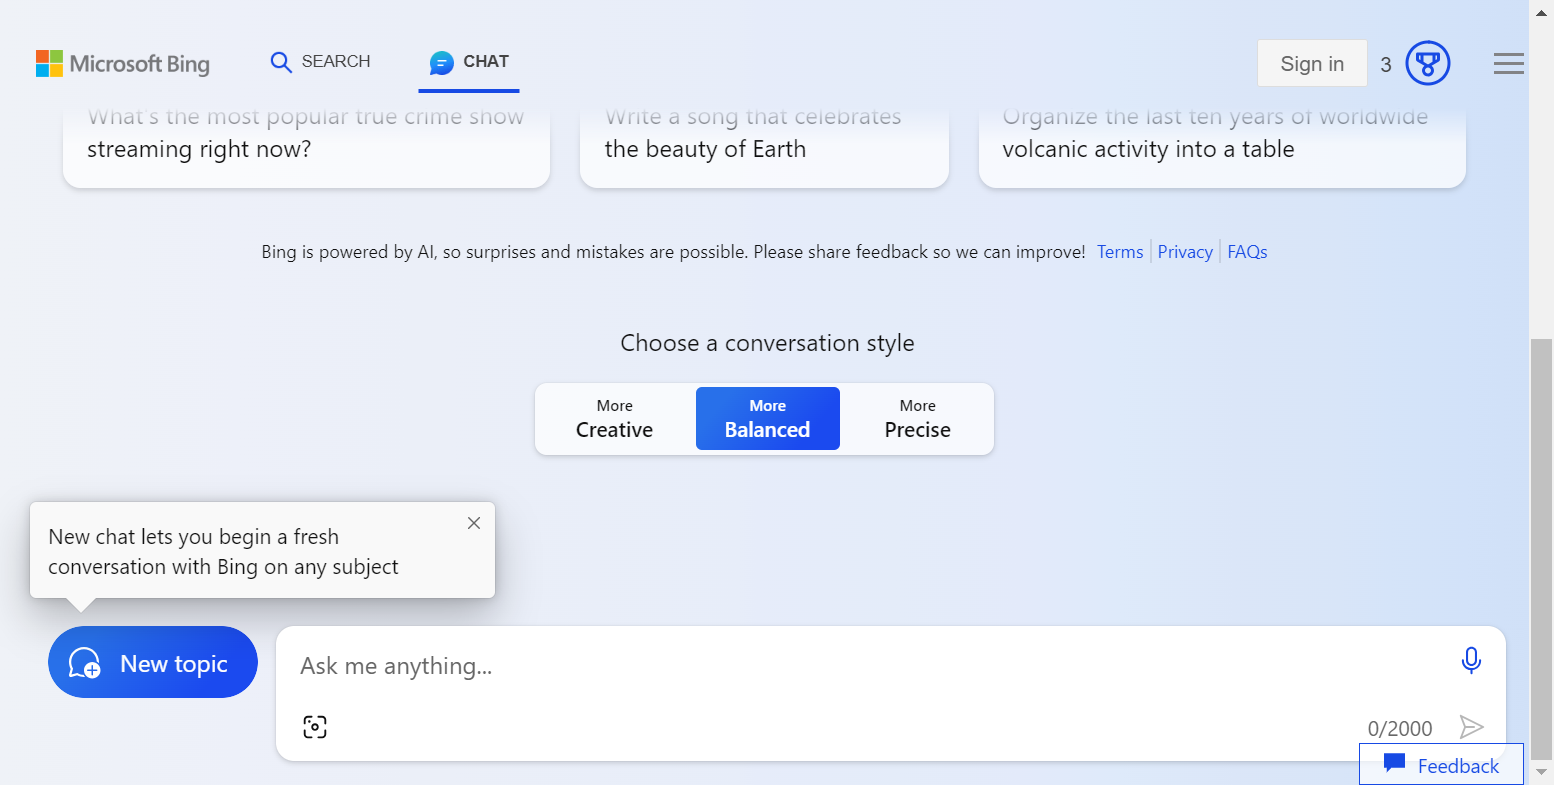 Microsoft Bing
SEARCH
CHAT
Sign in
3
What's the most popular true crime show
streaming right now?
Write a song that celebrates
the beauty of Earth
Organize the last ten years of worldwide
volcanic activity into a table
Bing is powered by AI, so surprises and mistakes are possible. Please share feedback so we can improve! Terms Privacy FAQs
Choose a conversation style
More
Creative
More
Balanced
More
Precise
New chat lets you begin a fresh
conversation with Bing on any subject
New topic
Ask me anything...
0/2000
Feedback